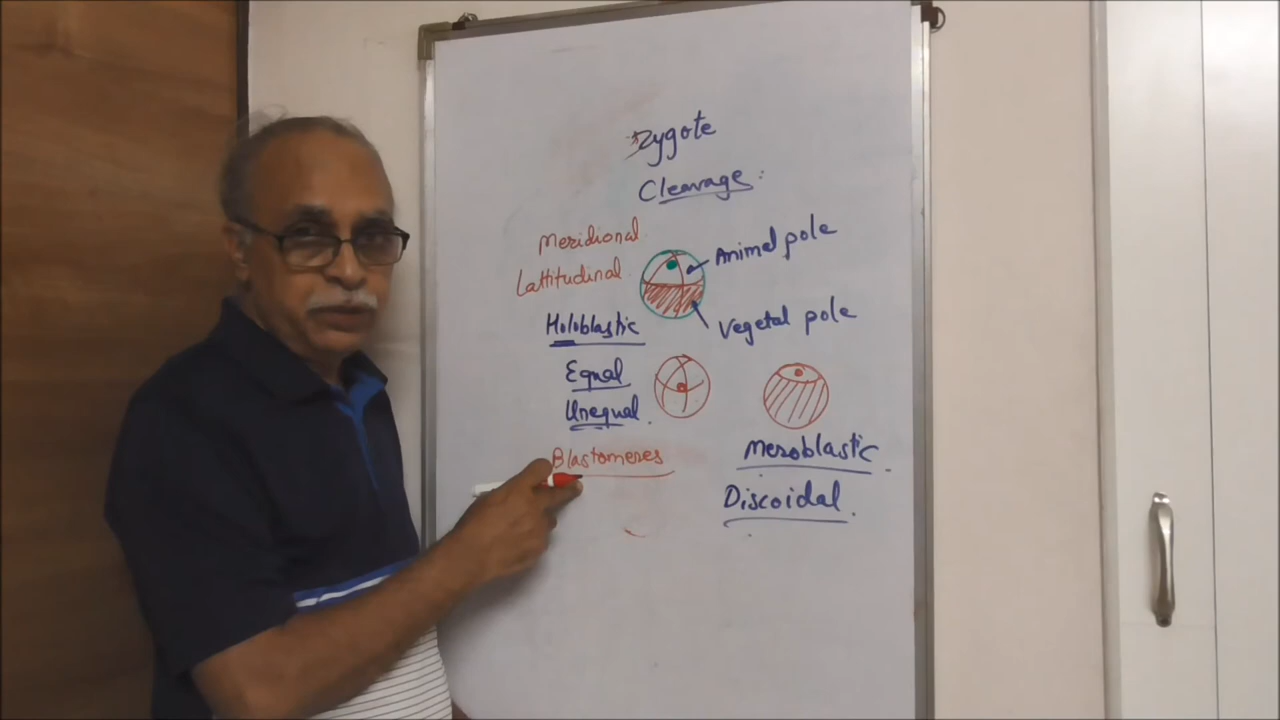 Zygote
Cleavage:
Meridional
Lattitudinal
Animal pole
Vegetal pole
Holoblastic
Equal
Unequal.
Blastomeres
Meroblastic.
Discoidal.